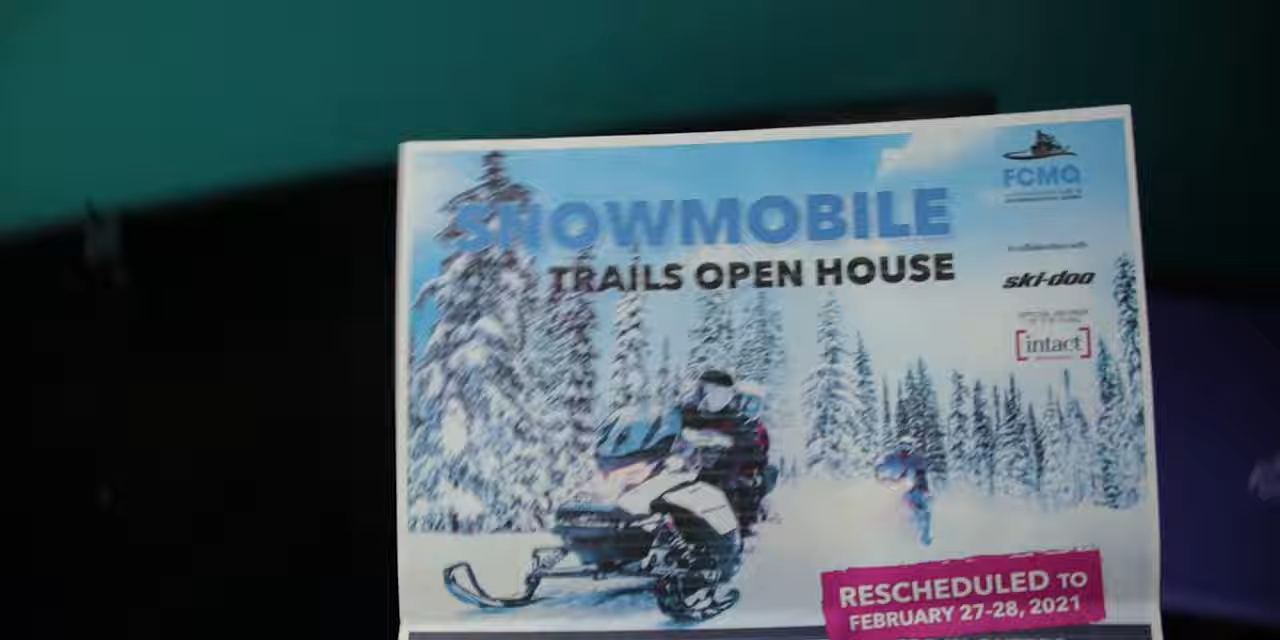 SNOWMOBILE
TRAILS OPEN HOUSE
FCMQ
ski-doo
[intact]
RESCHEDULED TO
FEBRUARY 27-28, 2021